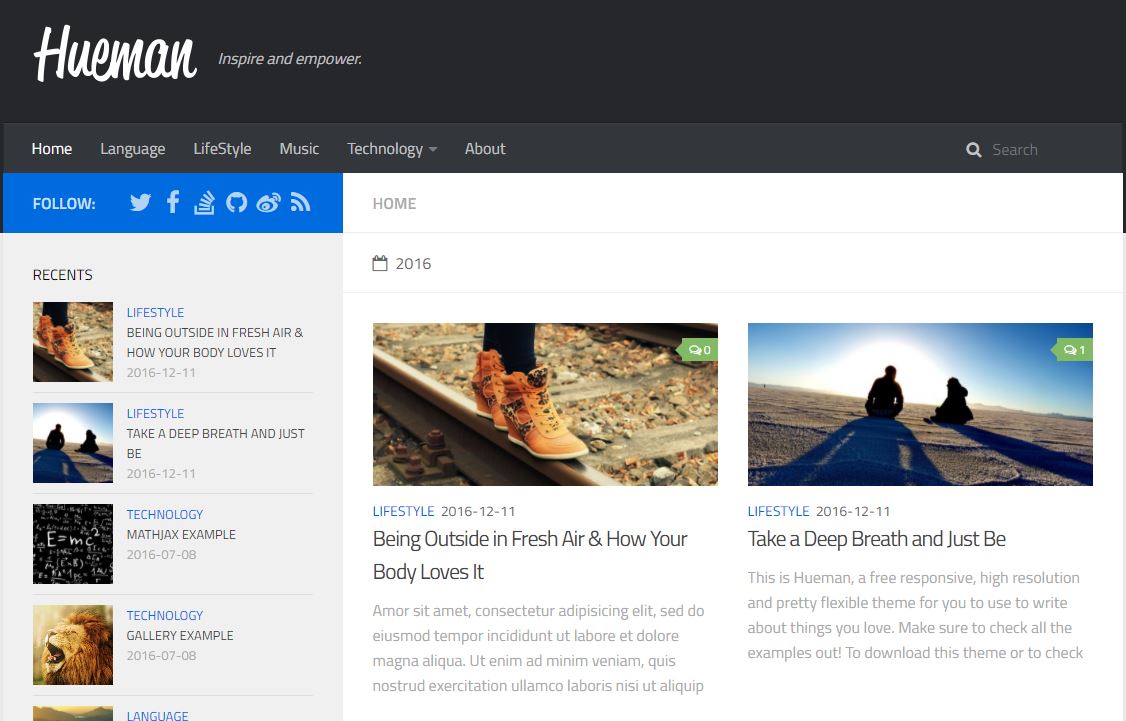 Hueman
Inspire and empower.
Home Language LifeStyle Music Technology About Search
FOLLOW:
HOME
2016
RECENTS
LIFESTYLE
BEING OUTSIDE IN FRESH AIR &
HOW YOUR BODY LOVES IT
2016-12-11
LIFESTYLE
TAKE A DEEP BREATH AND JUST
BE
2016-12-11
E=mc²
TECHNOLOGY
MATHJAX EXAMPLE
2016-07-08
TECHNOLOGY
GALLERY EXAMPLE
2016-07-08
LANGUAGE
0
LIFESTYLE 2016-12-11
Being Outside in Fresh Air & How Your
Body Loves It
Amor sit amet, consectetur adipisicing elit, sed do
eiusmod tempor incididunt ut labore et dolore
magna aliqua. Ut enim ad minim veniam, quis
nostrud exercitation ullamco laboris nisi ut aliquip
1
LIFESTYLE 2016-12-11
Take a Deep Breath and Just Be
This is Hueman, a free responsive, high resolution
and pretty flexible theme for you to use to write
about things you love. Make sure to check all the
examples out! To download this theme or to check